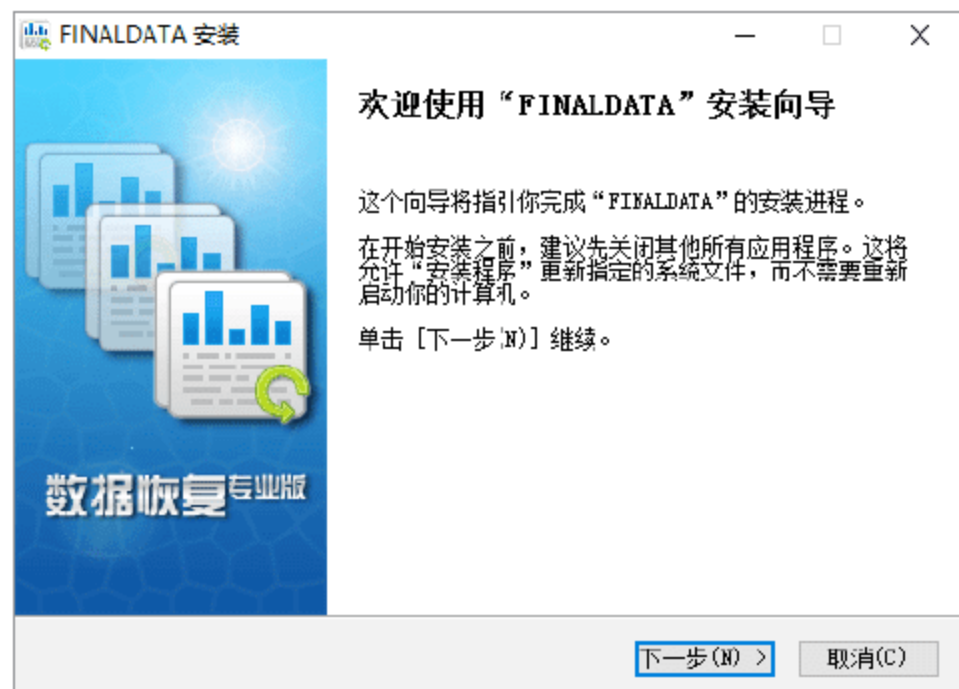 FINALDATA 安装
欢迎使用“FINALDATA”安装向导
这个向导将指引你完成“FINALDATA”的安装进程。
在开始安装之前，建议先关闭其他所有应用程序。这将
允许“安装程序”重新指定的系统文件，而不需要重新
启动你的计算机。
单击 [下一步(N)] 继续。
数据恢复专业版
下一步(N) >
取消(C)